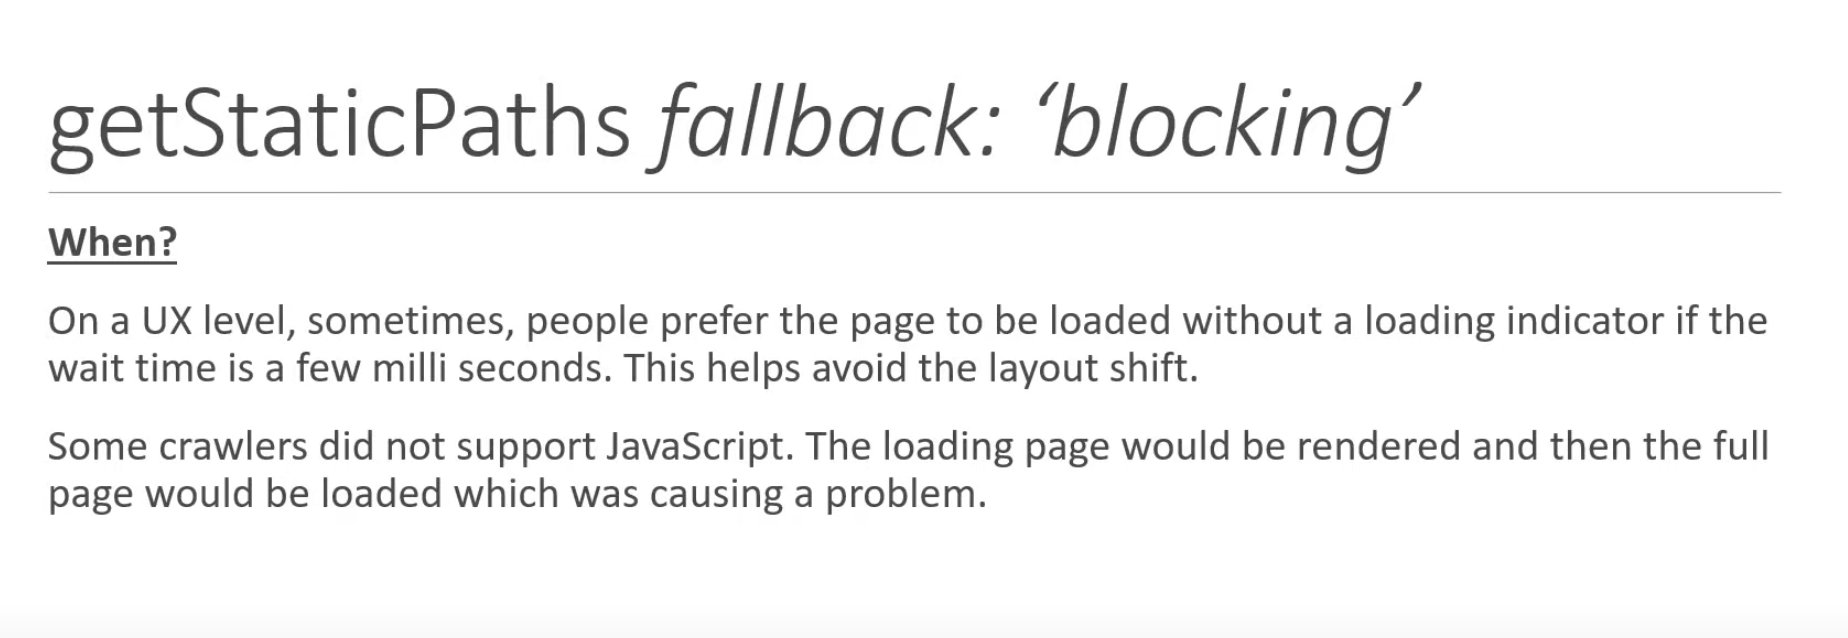 getStaticPaths fallback: ‘blocking’
When?
On a UX level, sometimes, people prefer the page to be loaded without a loading indicator if the
wait time is a few milli seconds. This helps avoid the layout shift.
Some crawlers did not support JavaScript. The loading page would be rendered and then the full
page would be loaded which was causing a problem.